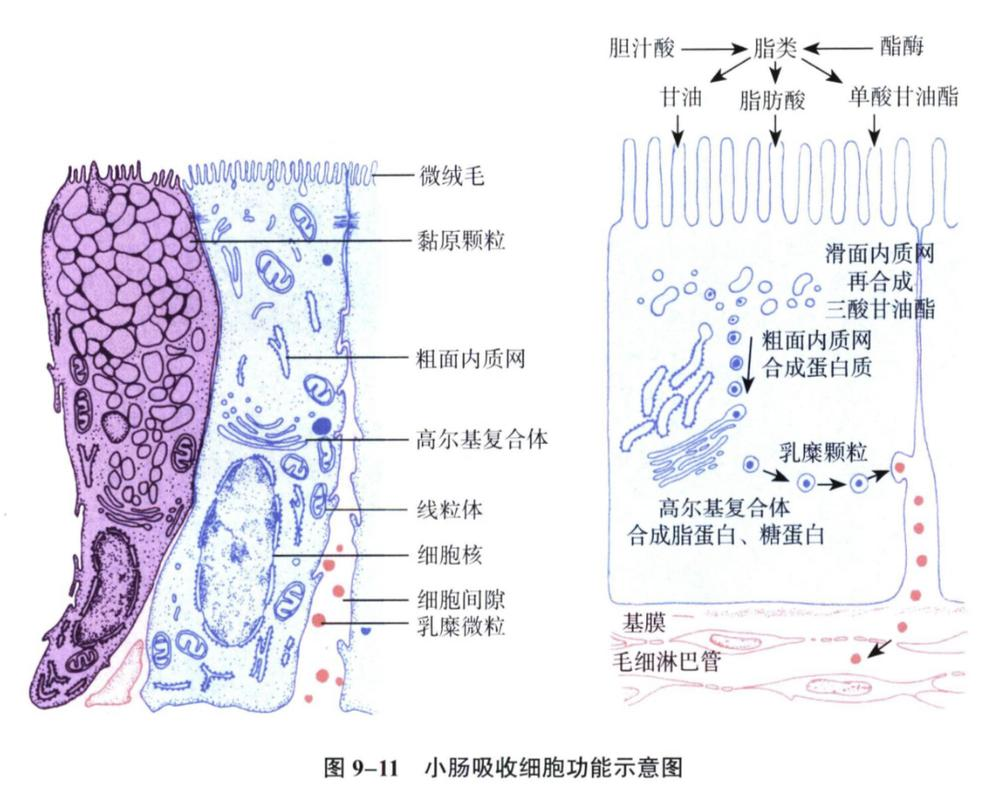 微绒毛
黏原颗粒
粗面内质网
高尔基复合体
线粒体
细胞核
细胞间隙
乳糜微粒
胆汁酸 脂类 酯酶
甘油 脂肪酸 单酸甘油酯
滑面内质网
再合成
三酸甘油酯
粗面内质网
合成蛋白质
乳糜颗粒
高尔基复合体
合成脂蛋白、糖蛋白
基膜
毛细淋巴管
图 9-11 小肠吸收细胞功能示意图